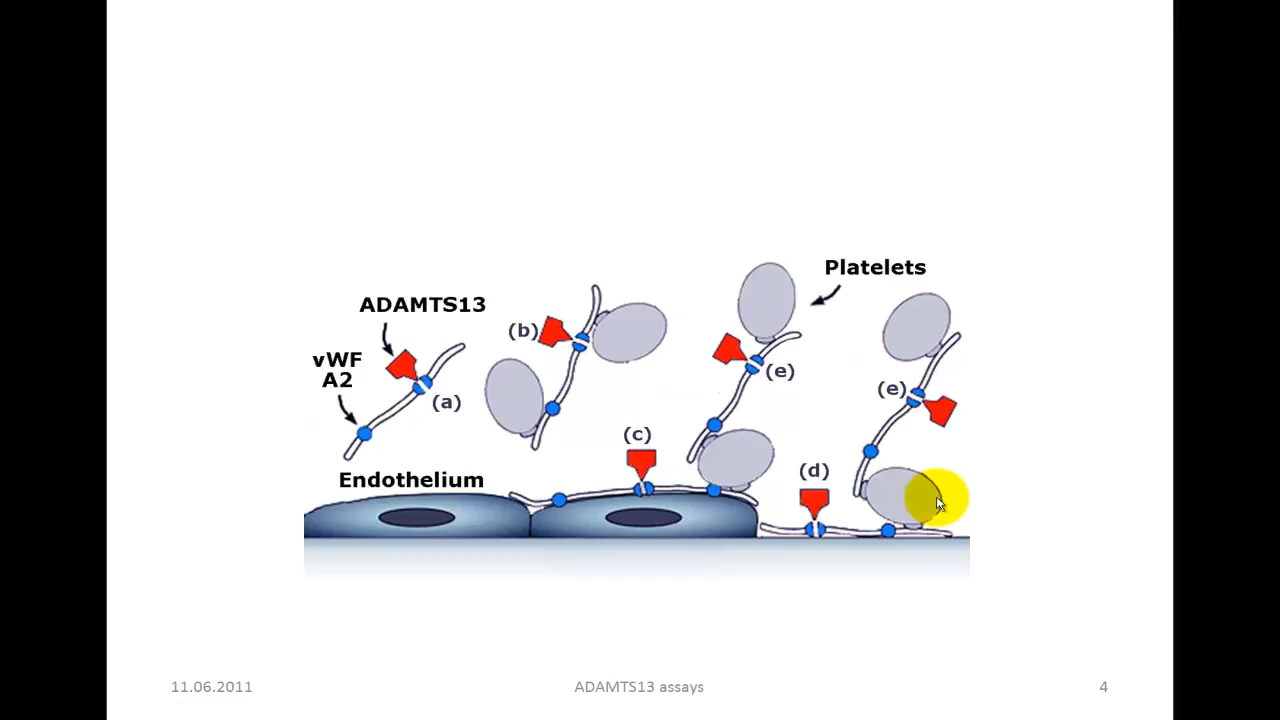 Platelets
ADAMTS13
(b)
vWF
A2
(e)
(a)
(e)
(c)
(d)
Endothelium
11.06.2011
ADAMTS13 assays
4